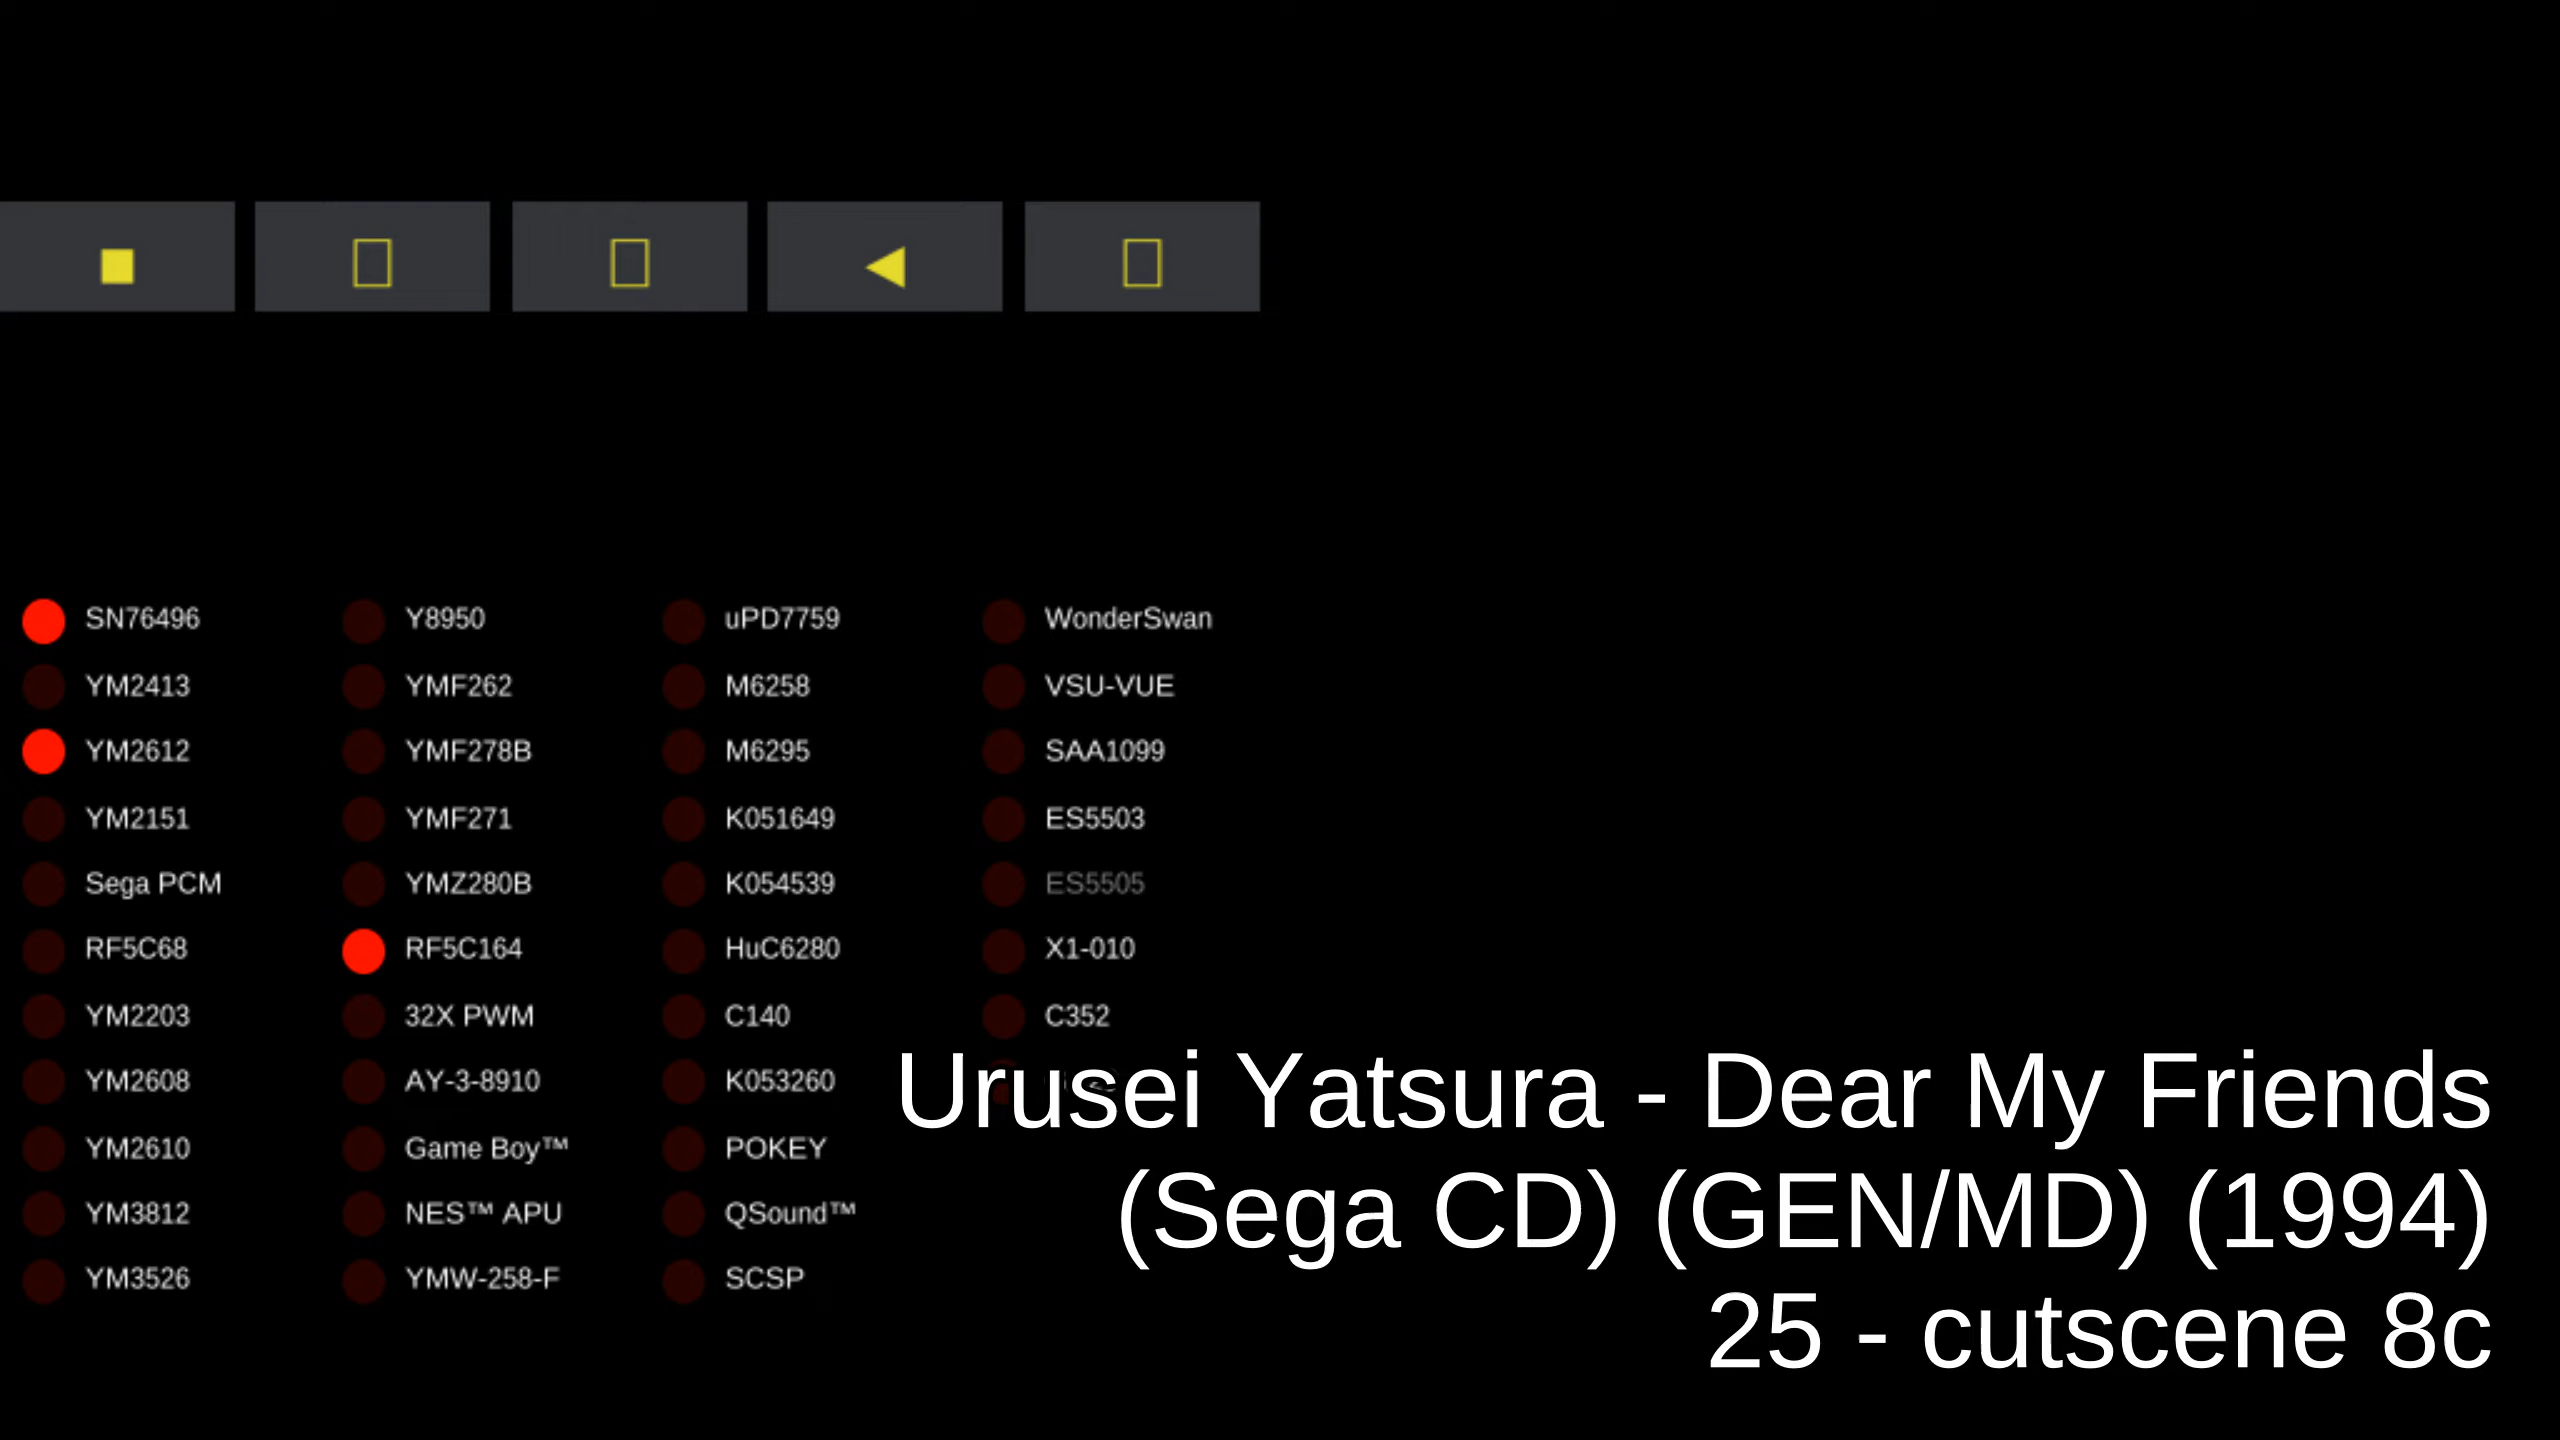 SN76496 Y8950 uPD7759 WonderSwan
YM2413 YMF262 M6258 VSU-VUE
YM2612 YMF278B M6295 SAA1099
YM2151 YMF271 K051649 ES5503
Sega PCM YMZ280B K054539 ES5505
RF5C68 RF5C164 HuC6280 X1-010
YM2203 32X PWM C140 C352
YM2608 AY-3-8910 K053260
YM2610 Game Boy™ POKEY
YM3812 NES™ APU QSound™
YM3526 YMW-258-F SCSP
Urusei Yatsura - Dear My Friends
(Sega CD) (GEN/MD) (1994)
25 - cutscene 8c